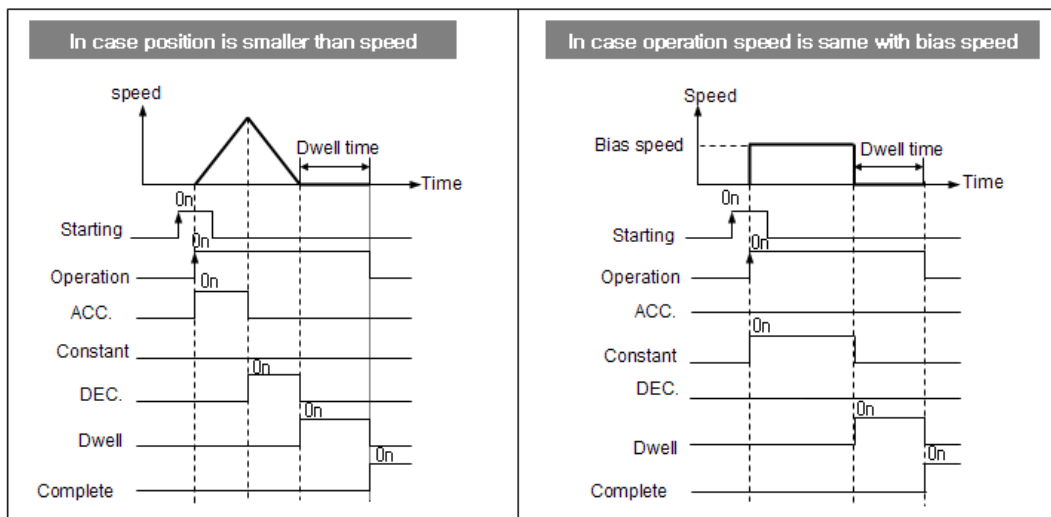 In case position is smaller than speed
speed
Dwell time
Time
On
Starting
On
Operation
On
ACC.
Constant
On
DEC.
On
Dwell
On
Complete
In case operation speed is same with bias speed
Speed
Bias speed
Dwell time
Time
On
Starting
On
Operation
ACC.
On
Constant
DEC.
On
Dwell
On
Complete